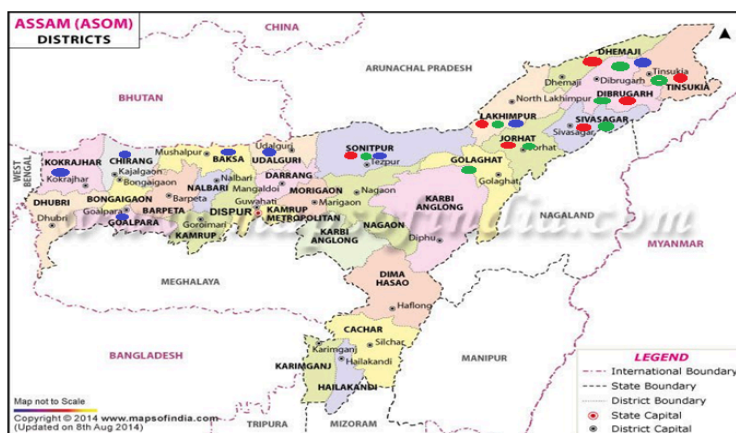 ASSAM (ASOM)
DISTRICTS
CHINA
ARUNACHAL PRADESH
BHUTAN
DHEMAJI
Dhemaji
Dibrugarh
Tinsukia
TINSUKIA
DIBRUGARH
North Lakhimpur
LAKHIMPUR
SIVASAGAR
Sivasagar
JORHAT
Jorhat
SONITPUR
Tezpur
GOLAGHAT
Golaghat
WEST
BENGAL
KOKRAJHAR
Kokrajhar
CHIRANG
Kajalgaon
Bongaigaon
Mushalpur
BAKSA
Udalguri
UDALGURI
DARRANG
Mangaldoi
NALBARI
Nalbari
MORIGAON
Marigaon
Nagaon
NAGAON
DHUBRI
Dhubri
BONGAIGAON
Goalpara
GOALPARA
BARPETA
Barpeta
Guwahati
DISPUR
KAMRUP
METROPOLITAN
Goroimari
KAMRUP
KARBI
ANGLONG
KARBI
ANGLONG
Diphu
NAGALAND
MYANMAR
www.mapsofindia.com
MEGHALAYA
DIMA
HASAO
Haflong
CACHAR
Silchar
Karimganj
KARIMGANJ
Hailakandi
HAILAKANDI
BANGLADESH
MANIPUR
TRIPURA
MIZORAM
Map not to Scale
Copyright © 2014 www.mapsofindia.com
(Updated on 8th Aug 2014)
LEGEND
International Boundary
State Boundary
District Boundary
State Capital
District Capital